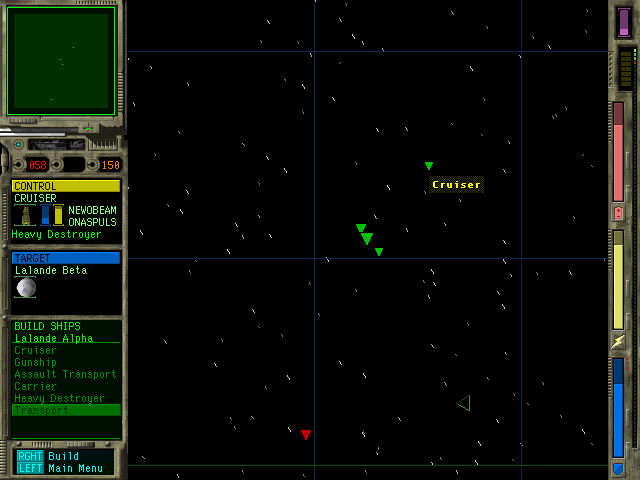 058 150
CONTROL
CRUISER
NEWOBEAM
ONASPULS
Heavy Destroyer
TARGET
Lalande Beta
BUILD SHIPS
Lalande Alpha
Cruiser
Gunship
Assault Transport
Carrier
Heavy Destroyer
Transport
RGHT Build
LEFT Main Menu
Cruiser